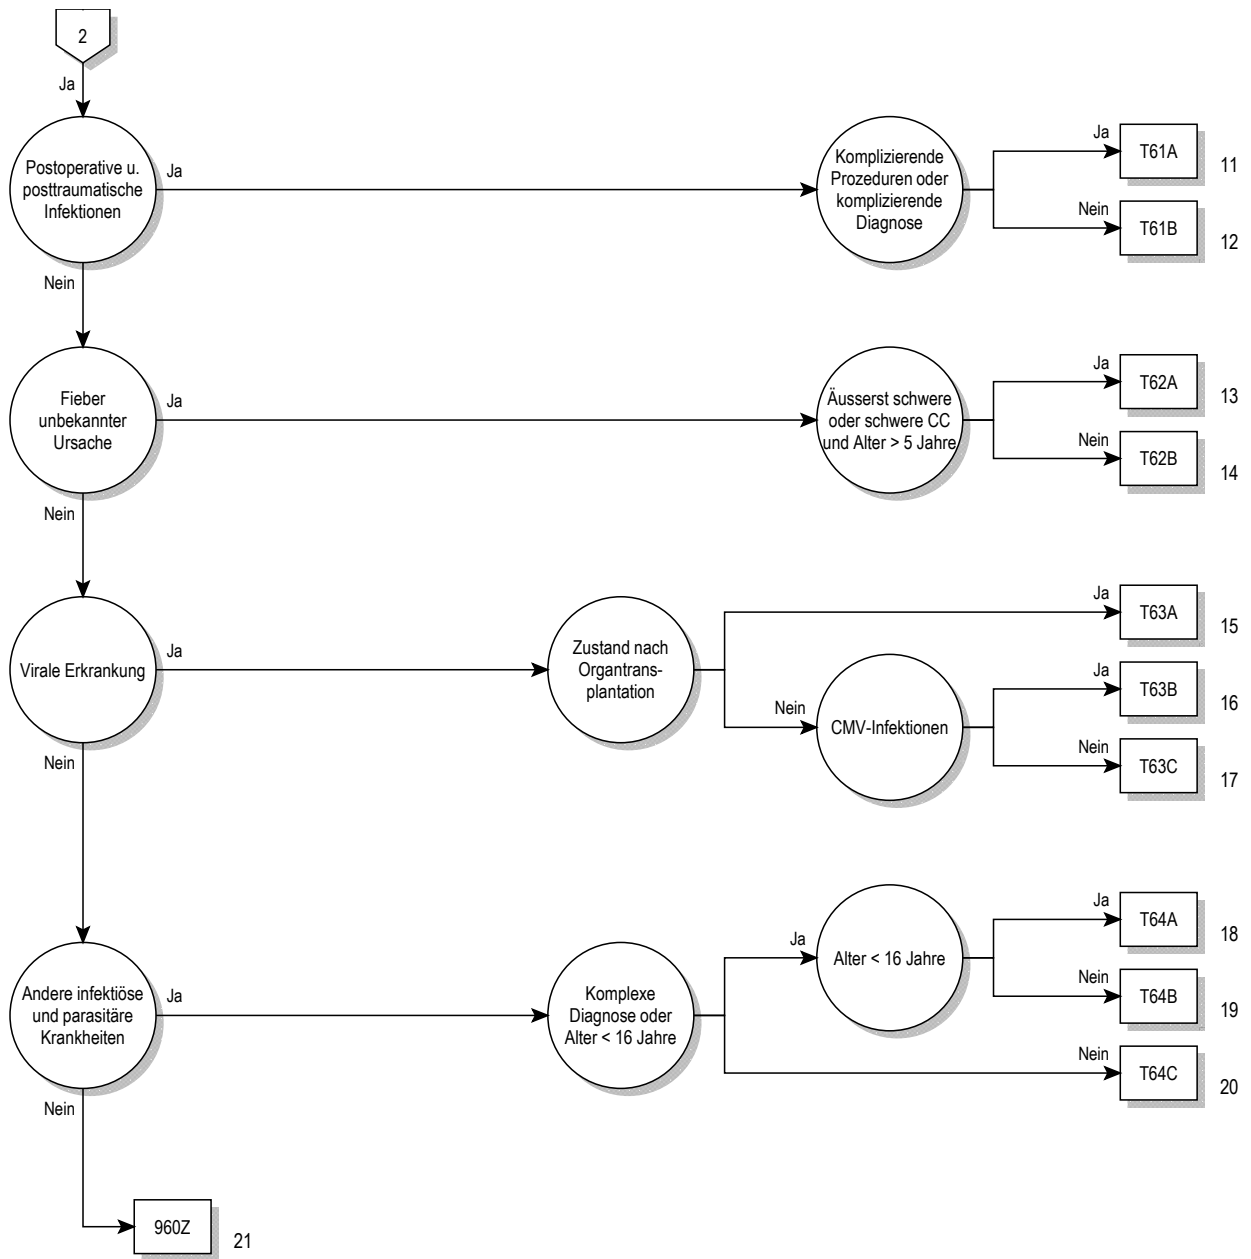 2
Ja
Postoperative u.
posttraumatische
Infektionen
Ja
Komplizierende
Prozeduren oder
komplizierende
Diagnose
Ja
T61A
11
Nein
T61B
12
Nein
Fieber
unbekannter
Ursache
Ja
Äusserst schwere
oder schwere CC
und Alter > 5 Jahre
Ja
T62A
13
Nein
T62B
14
Nein
Virale Erkrankung
Ja
Zustand nach
Organtrans-
plantation
Ja
T63A
15
Nein
CMV-Infektionen
Ja
T63B
16
Nein
T63C
17
Nein
Andere infektiöse
und parasitäre
Krankheiten
Ja
Komplexe
Diagnose oder
Alter < 16 Jahre
Ja
Alter < 16 Jahre
Ja
T64A
18
Nein
T64B
19
Nein
T64C
20
Nein
960Z
21